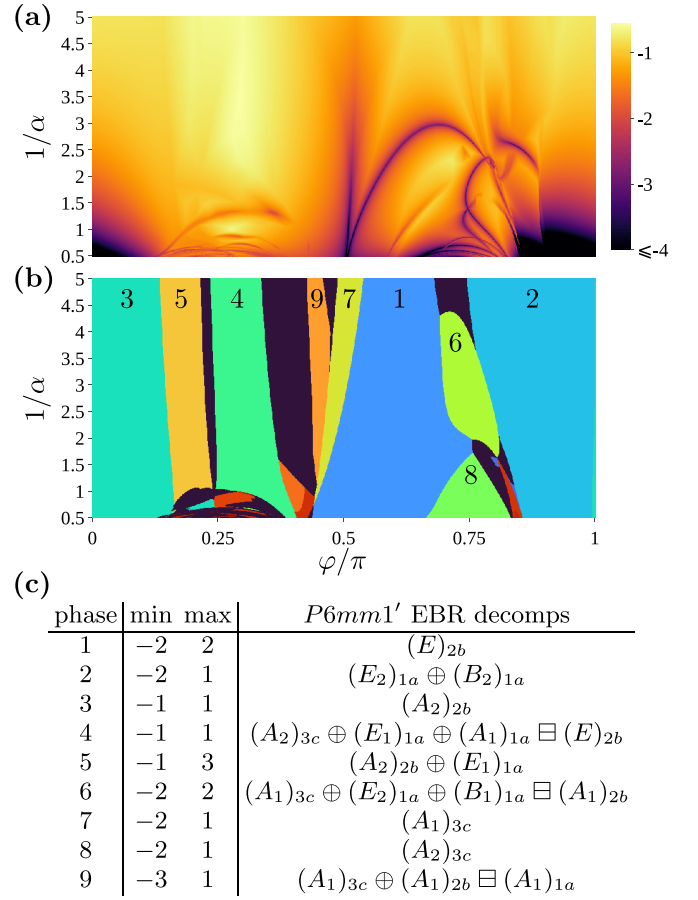 (a)
5
4.5
4
3.5
3
2.5
2
1.5
1
0.5
1/α
-1
-2
-3
⩽-4
(b)
5
4.5
4
3.5
3
2.5
2
1.5
1
0.5
1/α
3 5 4 9 7 1 2
6
8
0 0.25 0.5 0.75 1
φ/π
(c)
phase min max P6mm1′ EBR decomps
1 −2 2 (E)2b
2 −2 1 (E2)1a ⊕ (B2)1a
3 −1 1 (A2)2b
4 −1 1 (A2)3c ⊕ (E1)1a ⊕ (A1)1a ⊟ (E)2b
5 −1 3 (A2)2b ⊕ (E1)1a
6 −2 2 (A1)3c ⊕ (E2)1a ⊕ (B1)1a ⊟ (A1)2b
7 −2 1 (A1)3c
8 −2 1 (A2)3c
9 −3 1 (A1)3c ⊕ (A1)2b ⊟ (A1)1a